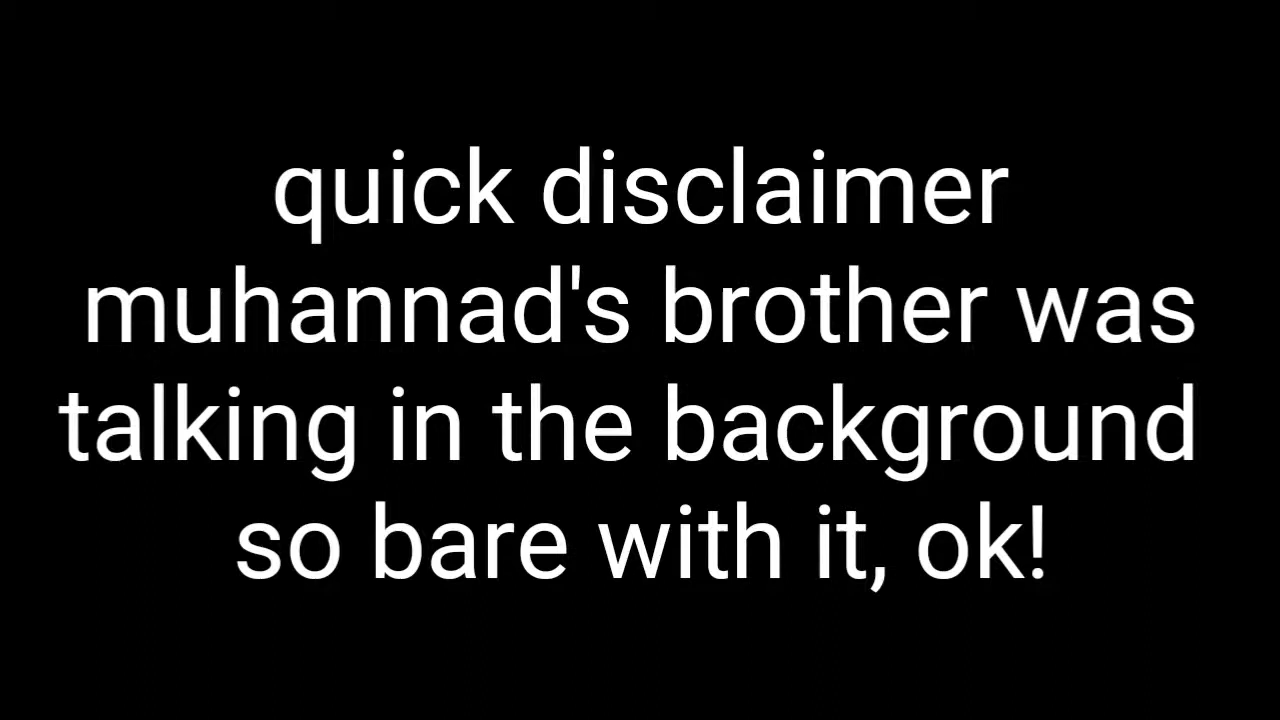 quick disclaimer
muhannad's brother was
talking in the background
so bare with it, ok!